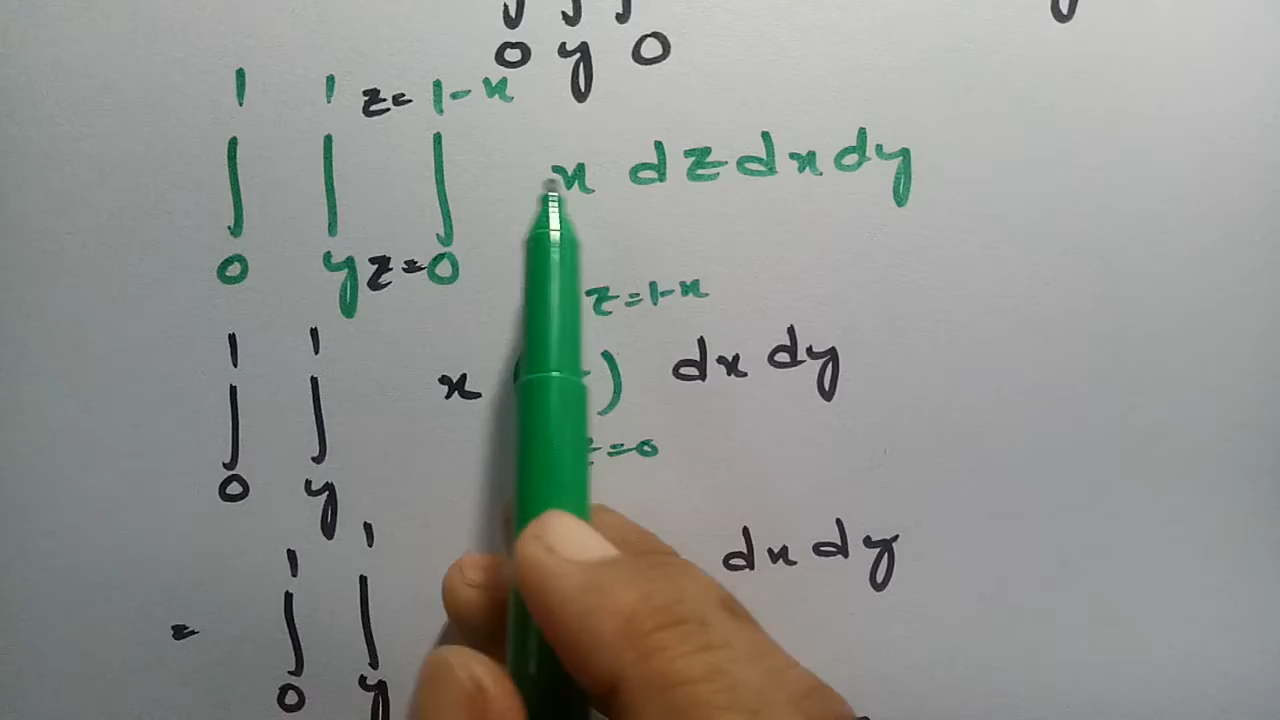 0 y 0
1 1 z= 1-x
∫ ∫ ∫ x dz dx dy
0 y z=0
z=1-x
1 1
∫ ∫ x ) dx dy
z=0
0 y
1 1
= ∫ ∫ dx dy
0 y